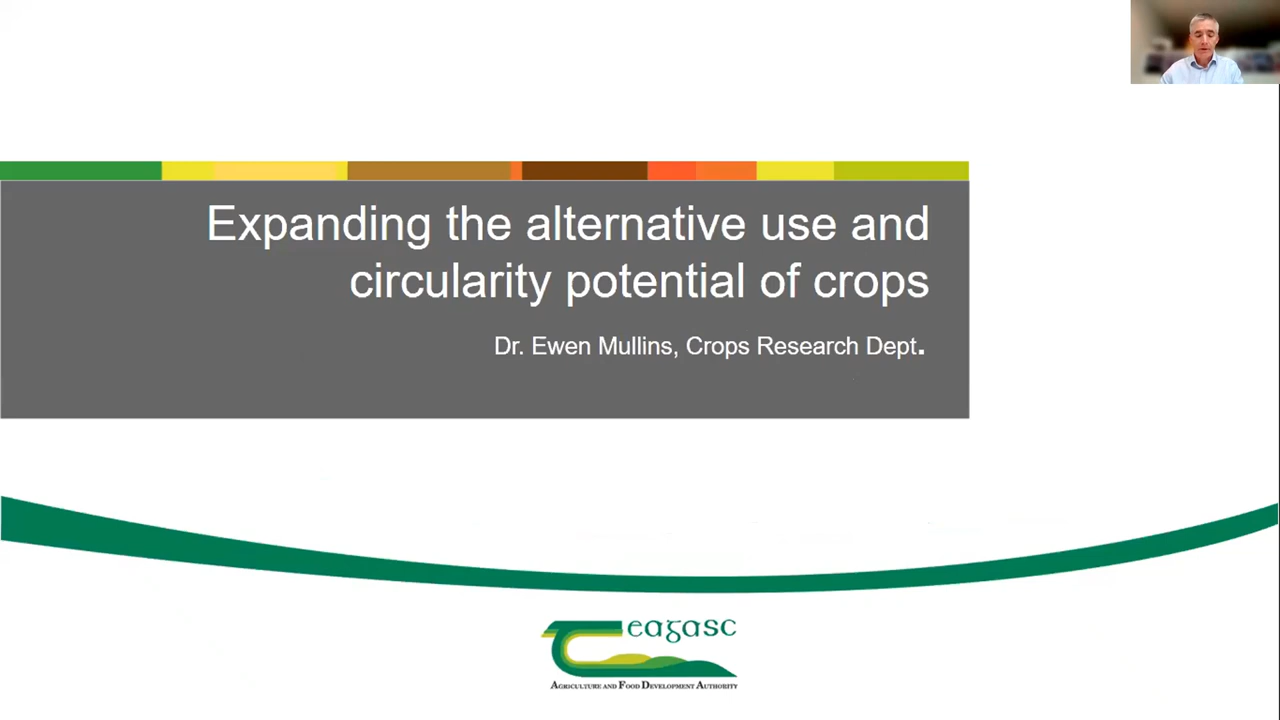 Expanding the alternative use and
circularity potential of crops
Dr. Ewen Mullins, Crops Research Dept.
eagasc
AGRICULTURE AND FOOD DEVELOPMENT AUTHORITY